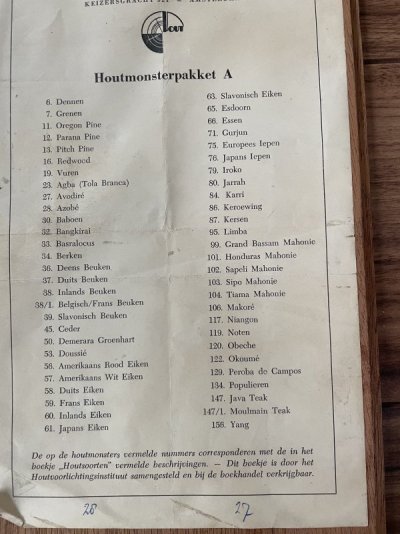 KEIZERSGRACHT 321
Hout
Houtmonsterpakket A
6. Dennen
7. Grenen
11. Oregon Pine
12. Parana Pine
13. Pitch Pine
16. Redwood
19. Vuren
23. Agba (Tola Branca)
27. Avodiré
28. Azobé
30. Baboen
32. Bangkirai
33. Basralocus
34. Berken
36. Deens Beuken
37. Duits Beuken
38. Inlands Beuken
38/1. Belgisch/Frans Beuken
39. Slavonisch Beuken
45. Ceder
50. Demerara Groenhart
53. Doussié
56. Amerikaans Rood Eiken
57. Amerikaans Wit Eiken
58. Duits Eiken
59. Frans Eiken
60. Inlands Eiken
61. Japans Eiken
63. Slavonisch Eiken
65. Esdoorn
66. Essen
71. Gurjun
75. Europees Iepen
76. Japans Iepen
79. Iroko
80. Jarrah
84. Karri
86. Keroewing
87. Kersen
95. Limba
99. Grand Bassam Mahonie
101. Honduras Mahonie
102. Sapeli Mahonie
103. Sipo Mahonie
104. Tiama Mahonie
106. Makoré
117. Niangon
119. Noten
120. Obeche
122. Okoumé
129. Peroba de Campos
134. Populieren
147. Java Teak
147/1. Moulmain Teak
156. Yang
De op de houtmonsters vermelde nummers corresponderen met de in het
boekje „Houtsoorten" vermelde beschrijvingen. — Dit boekje is door het
Houtvoorlichtingsinstituut samengesteld en bij de boekhandel verkrijgbaar.
28 27